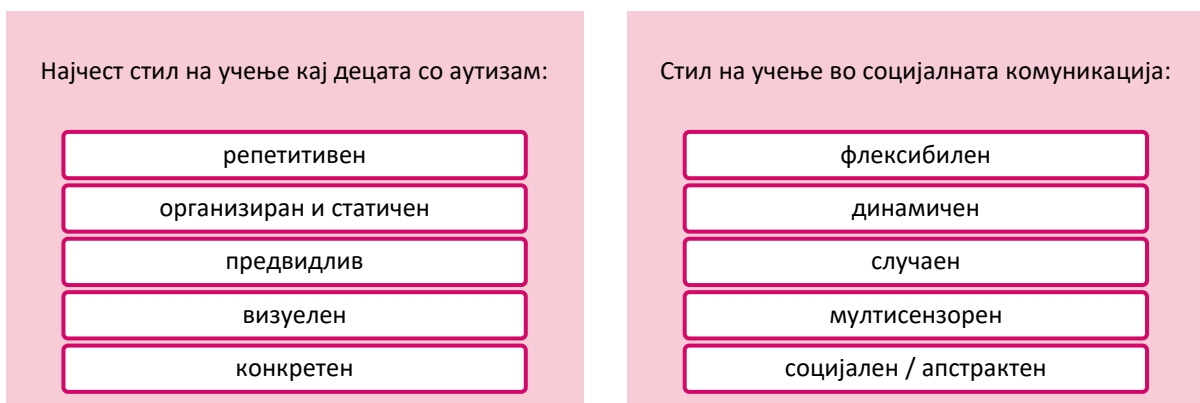 Најчест стил на учење кај децата со аутизам:
репетитивен
организиран и статичен
предвидлив
визуелен
конкретен
Стил на учење во социјалната комуникација:
флексибилен
динамичен
случаен
мултисензорен
социјален / апстрактен